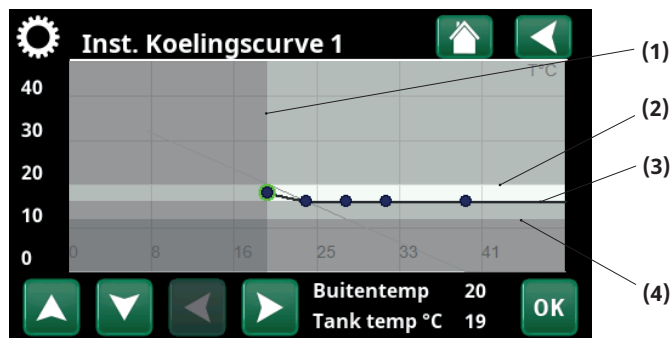 Inst. Koelingscurve 1
T°C
40
30
20
10
0
0 8 16 25 33 41
Buitentemp 20
Tank temp °C 19
OK
(1)
(2)
(3)
(4)